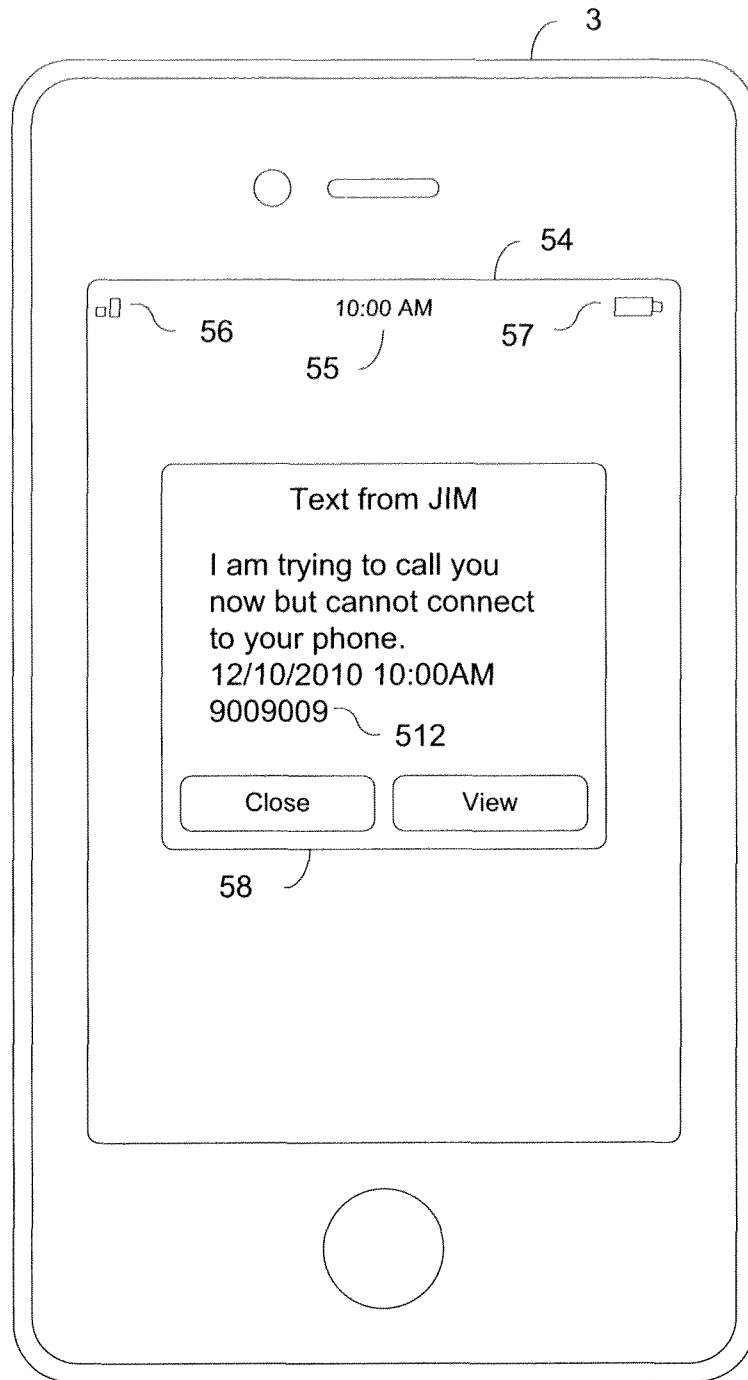 3
54
10:00 AM
56
57
55
Text from JIM
I am trying to call you
now but cannot connect
to your phone.
12/10/2010 10:00AM
9009009
512
Close
View
58